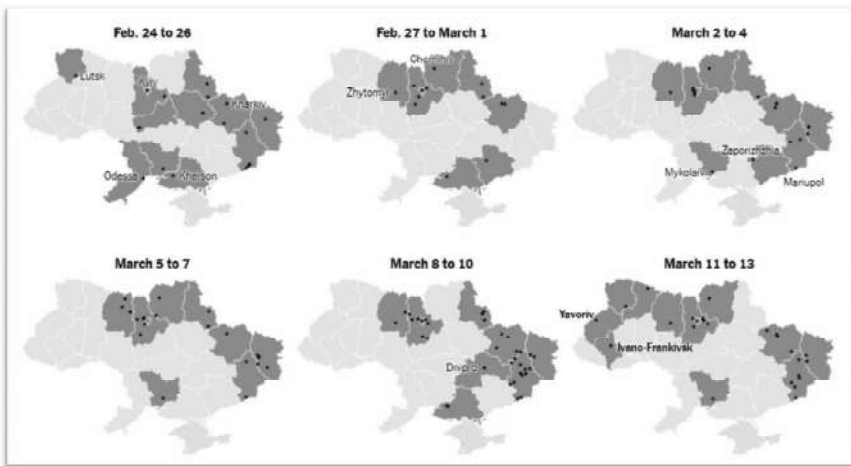 Feb. 24 to 26
Feb. 27 to March 1
March 2 to 4
Lutsk
Kyiv
Kharkiv
Odessa
Kherson
Chernihiv
Zhytomyr
Zaporizhzhia
Mykolaiv
Mariupol
March 5 to 7
March 8 to 10
March 11 to 13
Dnipro
Yavoriv
Ivano-Frankivsk